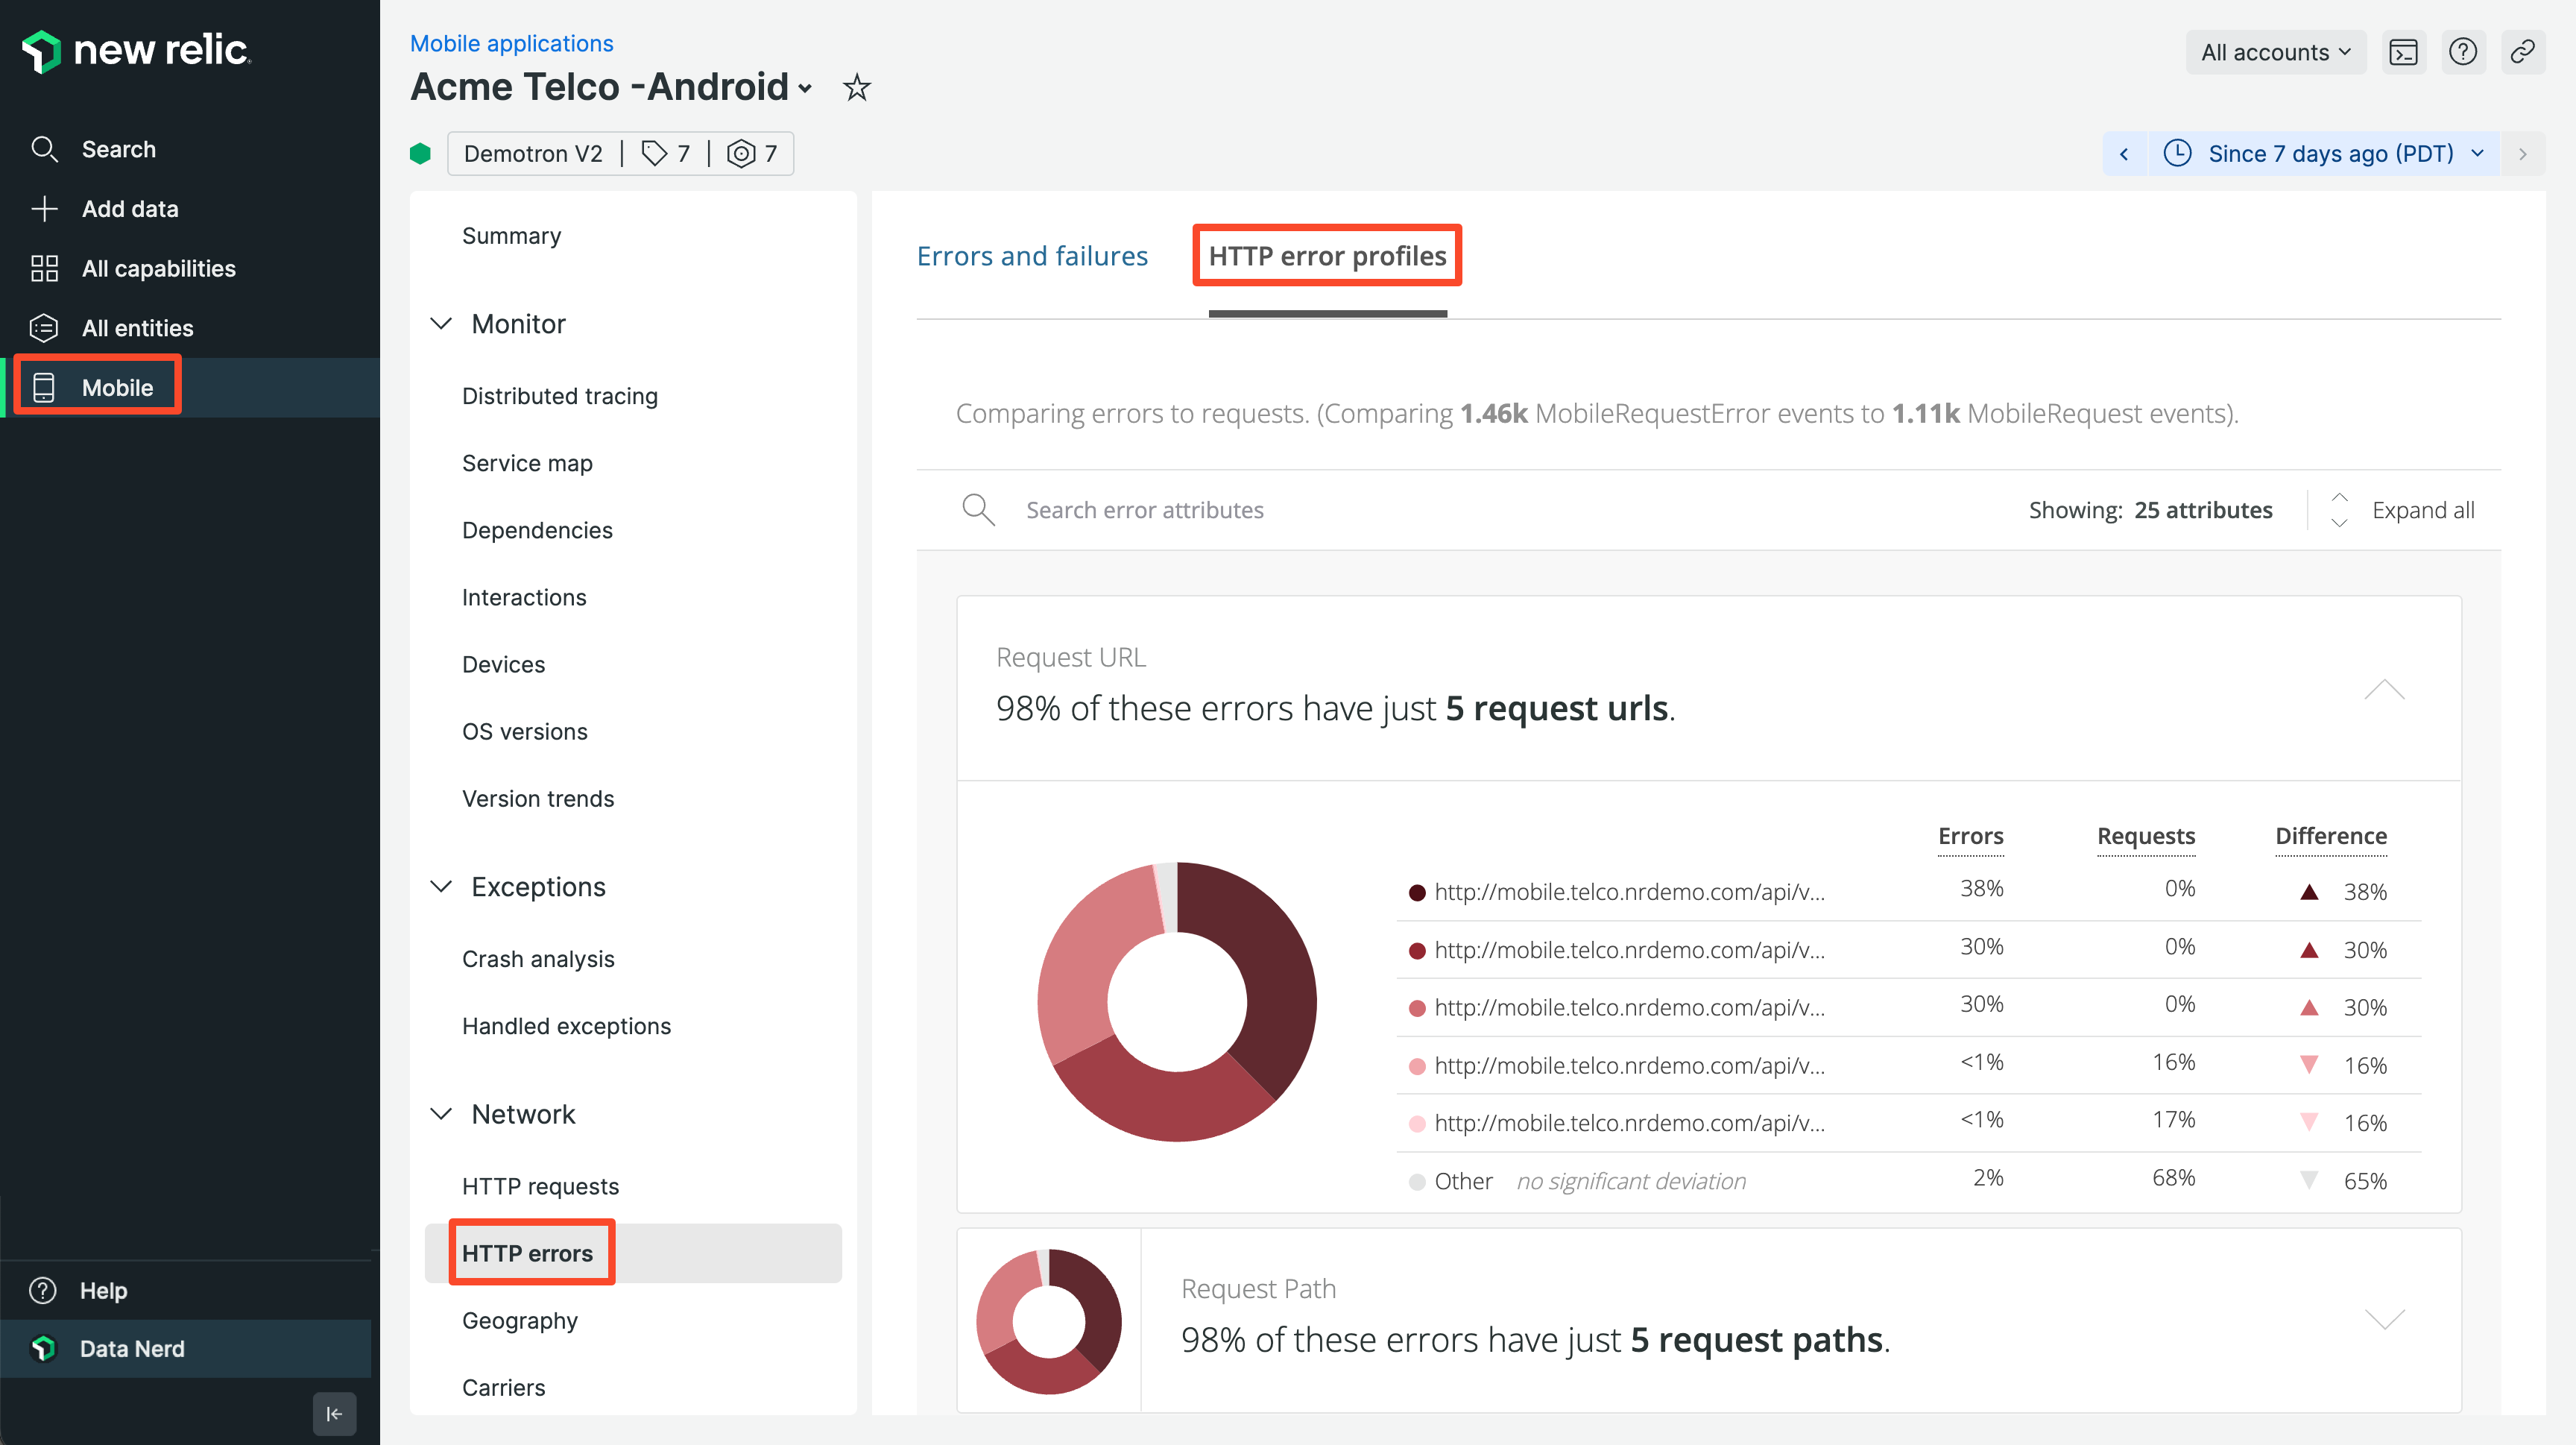 new relic.
Search
Add data
All capabilities
All entities
Mobile
Help
Data Nerd
Mobile applications
Acme Telco -Android
Demotron V2 | 7 | 7
All accounts
Since 7 days ago (PDT)
Summary
Monitor
Distributed tracing
Service map
Dependencies
Interactions
Devices
OS versions
Version trends
Exceptions
Crash analysis
Handled exceptions
Network
HTTP requests
HTTP errors
Geography
Carriers
Errors and failures HTTP error profiles
Comparing errors to requests. (Comparing 1.46k MobileRequestError events to 1.11k MobileRequest events).
Search error attributes Showing: 25 attributes Expand all
Request URL
98% of these errors have just 5 request urls.
Errors Requests Difference
http://mobile.telco.nrdemo.com/api/v... 38% 0% ▲ 38%
http://mobile.telco.nrdemo.com/api/v... 30% 0% ▲ 30%
http://mobile.telco.nrdemo.com/api/v... 30% 0% ▲ 30%
http://mobile.telco.nrdemo.com/api/v... <1% 16% ▼ 16%
http://mobile.telco.nrdemo.com/api/v... <1% 17% ▼ 16%
Other no significant deviation 2% 68% ▼ 65%
Request Path
98% of these errors have just 5 request paths.